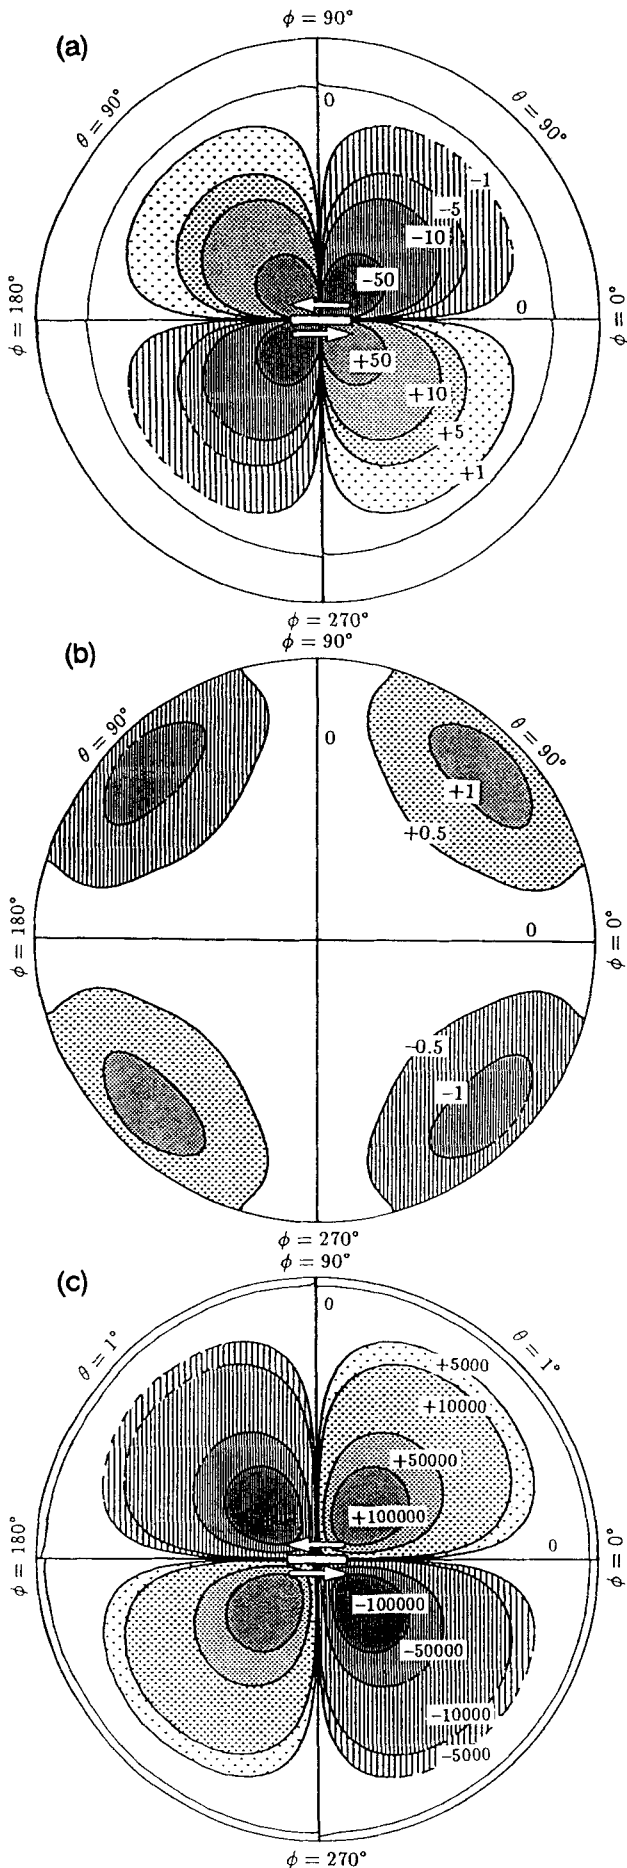 (a)
ϕ = 90°
θ = 90°
θ = 90°
0
−1
−5
−10
−50
ϕ = 180°
0
ϕ = 0°
+50
+10
+5
+1
ϕ = 270°
(b)
ϕ = 90°
θ = 90°
θ = 90°
0
+1
+0.5
ϕ = 180°
0
ϕ = 0°
−0.5
−1
ϕ = 270°
(c)
ϕ = 90°
θ = 1°
θ = 1°
0
+5000
+10000
+50000
+100000
ϕ = 180°
0
ϕ = 0°
−100000
−50000
−10000
−5000
ϕ = 270°